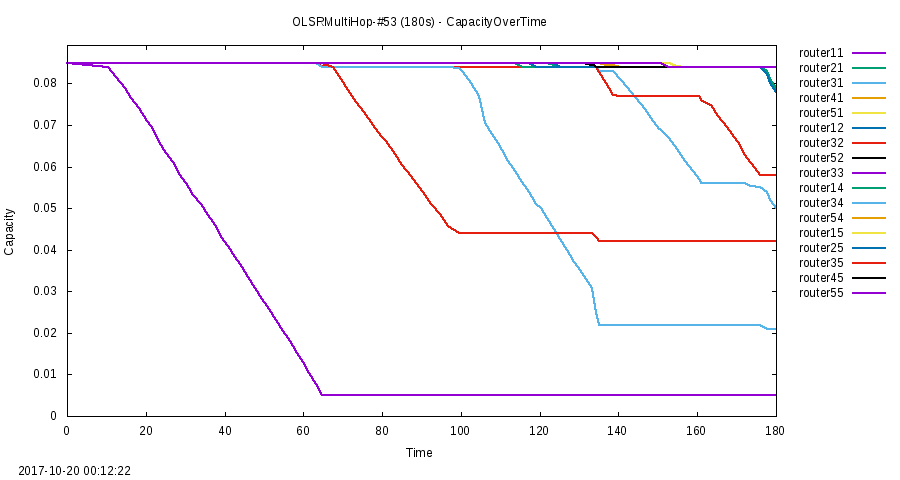 OLSRMultiHop-#53 (180s) - CapacityOverTime
Capacity
0.08
0.07
0.06
0.05
0.04
0.03
0.02
0.01
0
0 20 40 60 80 100 120 140 160 180
Time
router11
router21
router31
router41
router51
router12
router32
router52
router33
router14
router34
router54
router15
router25
router35
router45
router55
2017-10-20 00:12:22